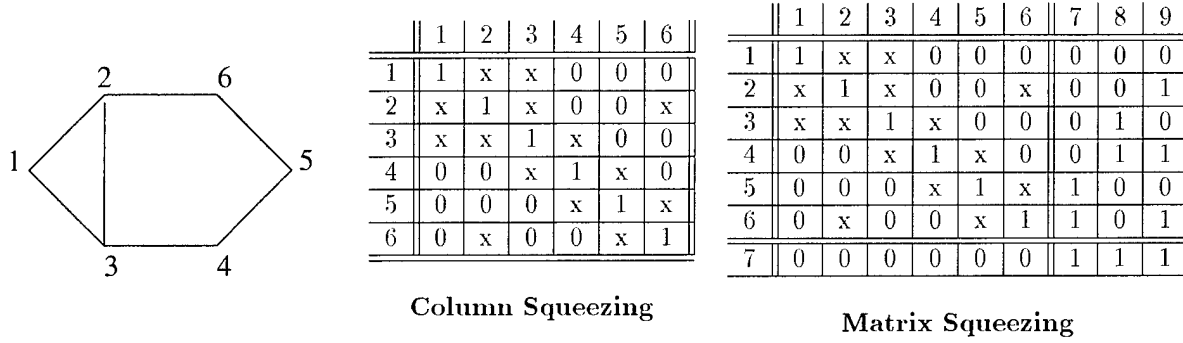 2 6
1 5
3 4
1 2 3 4 5 6
1 1 x x 0 0 0
2 x 1 x 0 0 x
3 x x 1 x 0 0
4 0 0 x 1 x 0
5 0 0 0 x 1 x
6 0 x 0 0 x 1
Column Squeezing
1 2 3 4 5 6 7 8 9
1 1 x x 0 0 0 0 0 0
2 x 1 x 0 0 x 0 0 1
3 x x 1 x 0 0 0 1 0
4 0 0 x 1 x 0 0 1 1
5 0 0 0 x 1 x 1 0 0
6 0 x 0 0 x 1 1 0 1
7 0 0 0 0 0 0 1 1 1
Matrix Squeezing